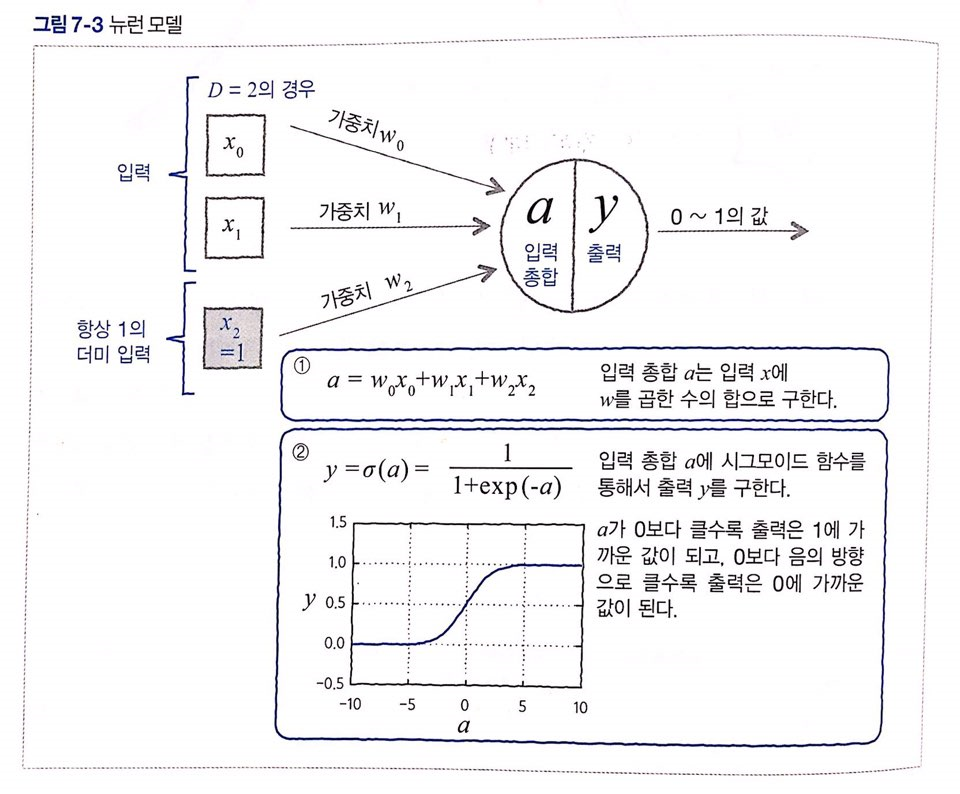 그림 7-3 뉴런 모델
D = 2의 경우
입력
x₀
x₁
항상 1의
더미 입력
x₂
=1
가중치 w₀
가중치 w₁
가중치 w₂
a
입력
총합
y
출력
0 ~ 1의 값
①
a = w₀x₀+w₁x₁+w₂x₂
입력 총합 a는 입력 x에
w를 곱한 수의 합으로 구한다.
②
y =σ(a) = 1
1+exp(-a)
입력 총합 a에 시그모이드 함수를
통해서 출력 y를 구한다.
a가 0보다 클수록 출력은 1에 가
까운 값이 되고, 0보다 음의 방향
으로 클수록 출력은 0에 가까운
값이 된다.
1.5
1.0
y 0.5
0.0
-0.5
-10 -5 0 5 10
a